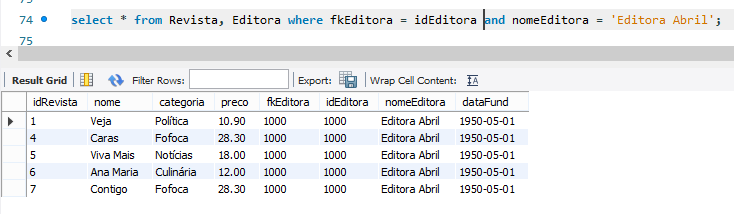 74 select * from Revista, Editora where fkEditora = idEditora and nomeEditora = 'Editora Abril';
75
Result Grid Filter Rows: Export: Wrap Cell Content: IA
idRevista nome categoria preco fkEditora idEditora nomeEditora dataFund
1 Veja Política 10.90 1000 1000 Editora Abril 1950-05-01
4 Caras Fofoca 28.30 1000 1000 Editora Abril 1950-05-01
5 Viva Mais Notícias 18.00 1000 1000 Editora Abril 1950-05-01
6 Ana Maria Culinária 12.00 1000 1000 Editora Abril 1950-05-01
7 Contigo Fofoca 28.30 1000 1000 Editora Abril 1950-05-01